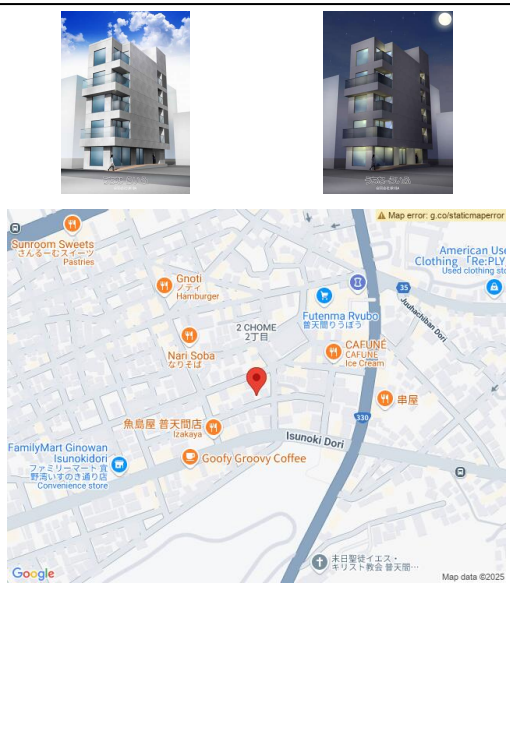 Map error: g.co/staticmaperror
Sunroom Sweets
さんるーむスイーツ
Pastries
American Use
Clothing 「Re:PLY
Used clothing sto
Gnoti
ノティ
Hamburger
35
Juuhachiban Dori
Futenma Ryubo
普天間りうぼう
2 CHOME
2丁目
CAFUNÉ
CAFUNE
Ice Cream
Nari Soba
なりそば
串屋
魚島屋 普天間店
Izakaya
330
Isunoki Dori
FamilyMart Ginowan
Isunokidori
ファミリーマート 宜
野湾いすのき通り店
Convenience store
Goofy Groovy Coffee
末日聖徒イエス・
キリスト教会 普天間…
Google
Map data ©2025